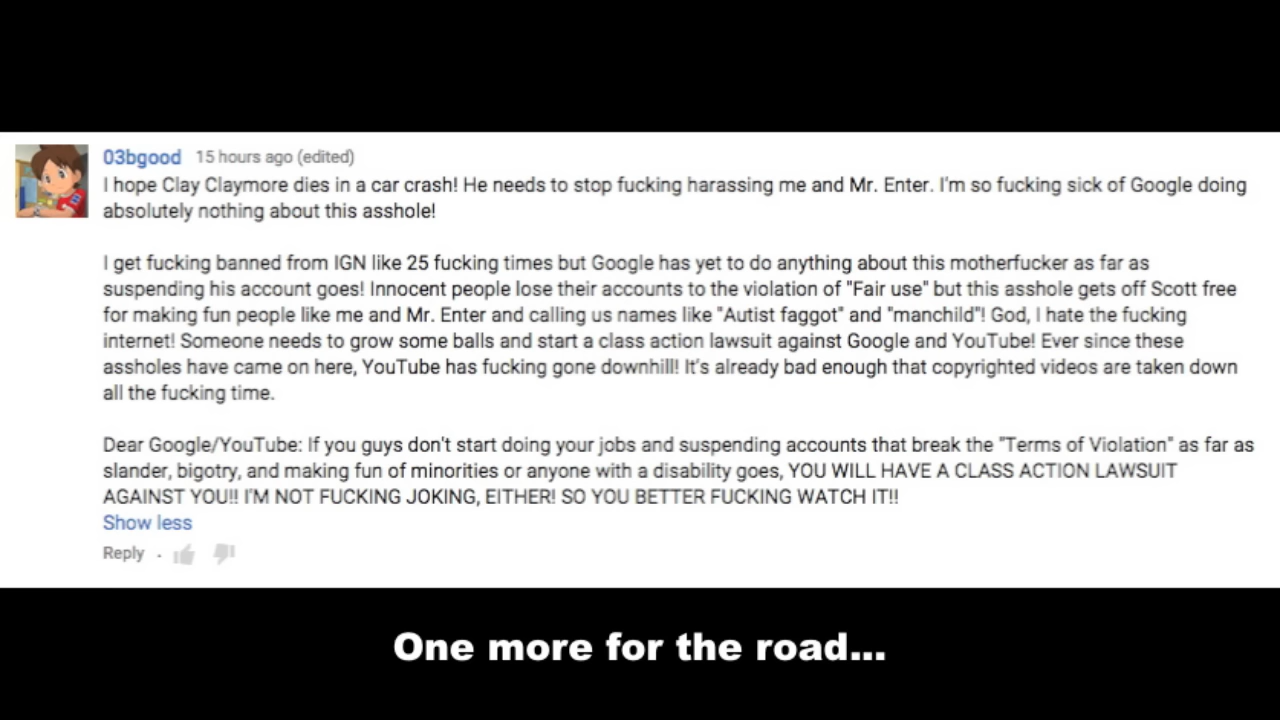 03bgood 15 hours ago (edited)
I hope Clay Claymore dies in a car crash! He needs to stop fucking harassing me and Mr. Enter. I'm so fucking sick of Google doing
absolutely nothing about this asshole!
I get fucking banned from IGN like 25 fucking times but Google has yet to do anything about this motherfucker as far as
suspending his account goes! Innocent people lose their accounts to the violation of "Fair use" but this asshole gets off Scott free
for making fun people like me and Mr. Enter and calling us names like "Autist faggot" and "manchild"! God, I hate the fucking
internet! Someone needs to grow some balls and start a class action lawsuit against Google and YouTube! Ever since these
assholes have came on here, YouTube has fucking gone downhill! It's already bad enough that copyrighted videos are taken down
all the fucking time.
Dear Google/YouTube: If you guys don't start doing your jobs and suspending accounts that break the "Terms of Violation" as far as
slander, bigotry, and making fun of minorities or anyone with a disability goes, YOU WILL HAVE A CLASS ACTION LAWSUIT
AGAINST YOU!! I'M NOT FUCKING JOKING, EITHER! SO YOU BETTER FUCKING WATCH IT!!
Show less
Reply ·
One more for the road...